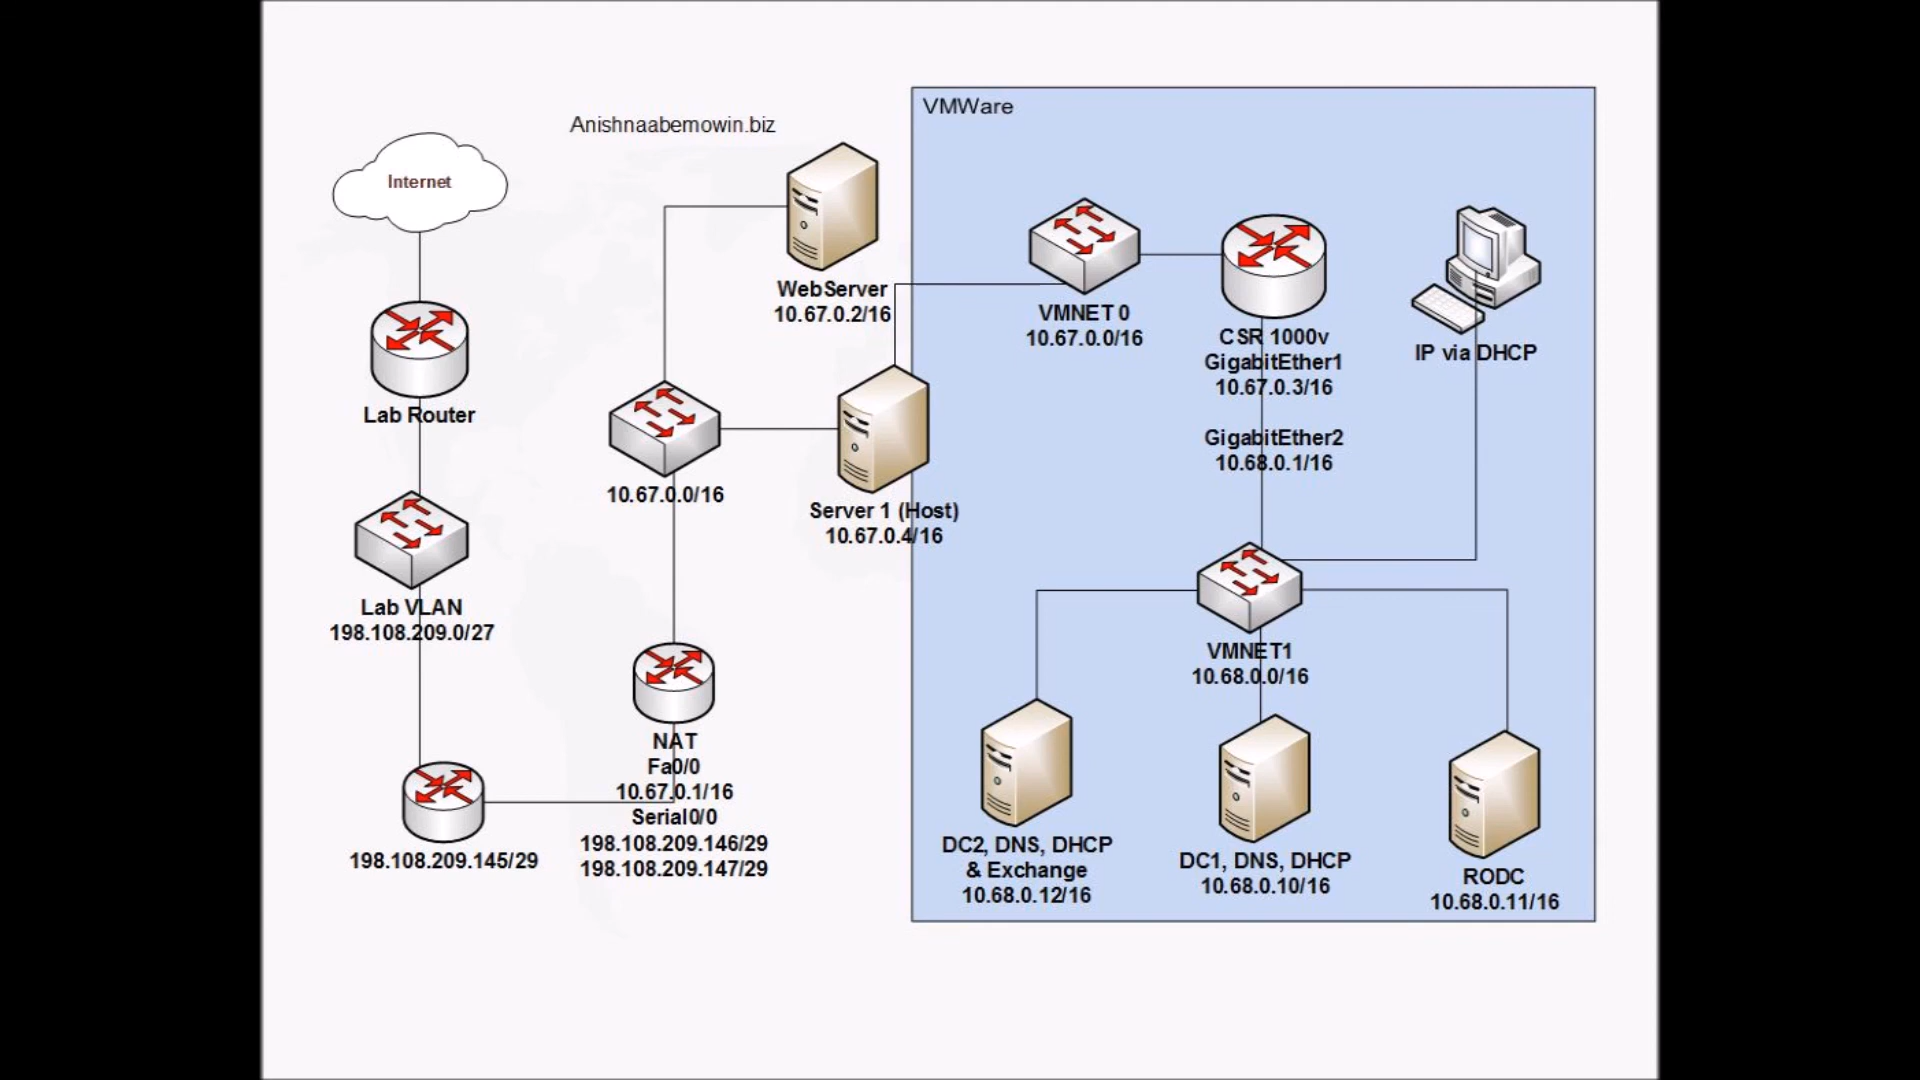 Anishnaabemowin.biz
VMWare
Internet
WebServer
10.67.0.2/16
VMNET 0
10.67.0.0/16
CSR 1000v
GigabitEther1
10.67.0.3/16
GigabitEther2
10.68.0.1/16
IP via DHCP
Lab Router
10.67.0.0/16
Server 1 (Host)
10.67.0.4/16
Lab VLAN
198.108.209.0/27
VMNET1
10.68.0.0/16
NAT
Fa0/0
10.67.0.1/16
Serial0/0
198.108.209.146/29
198.108.209.147/29
198.108.209.145/29
DC2, DNS, DHCP
& Exchange
10.68.0.12/16
DC1, DNS, DHCP
10.68.0.10/16
RODC
10.68.0.11/16